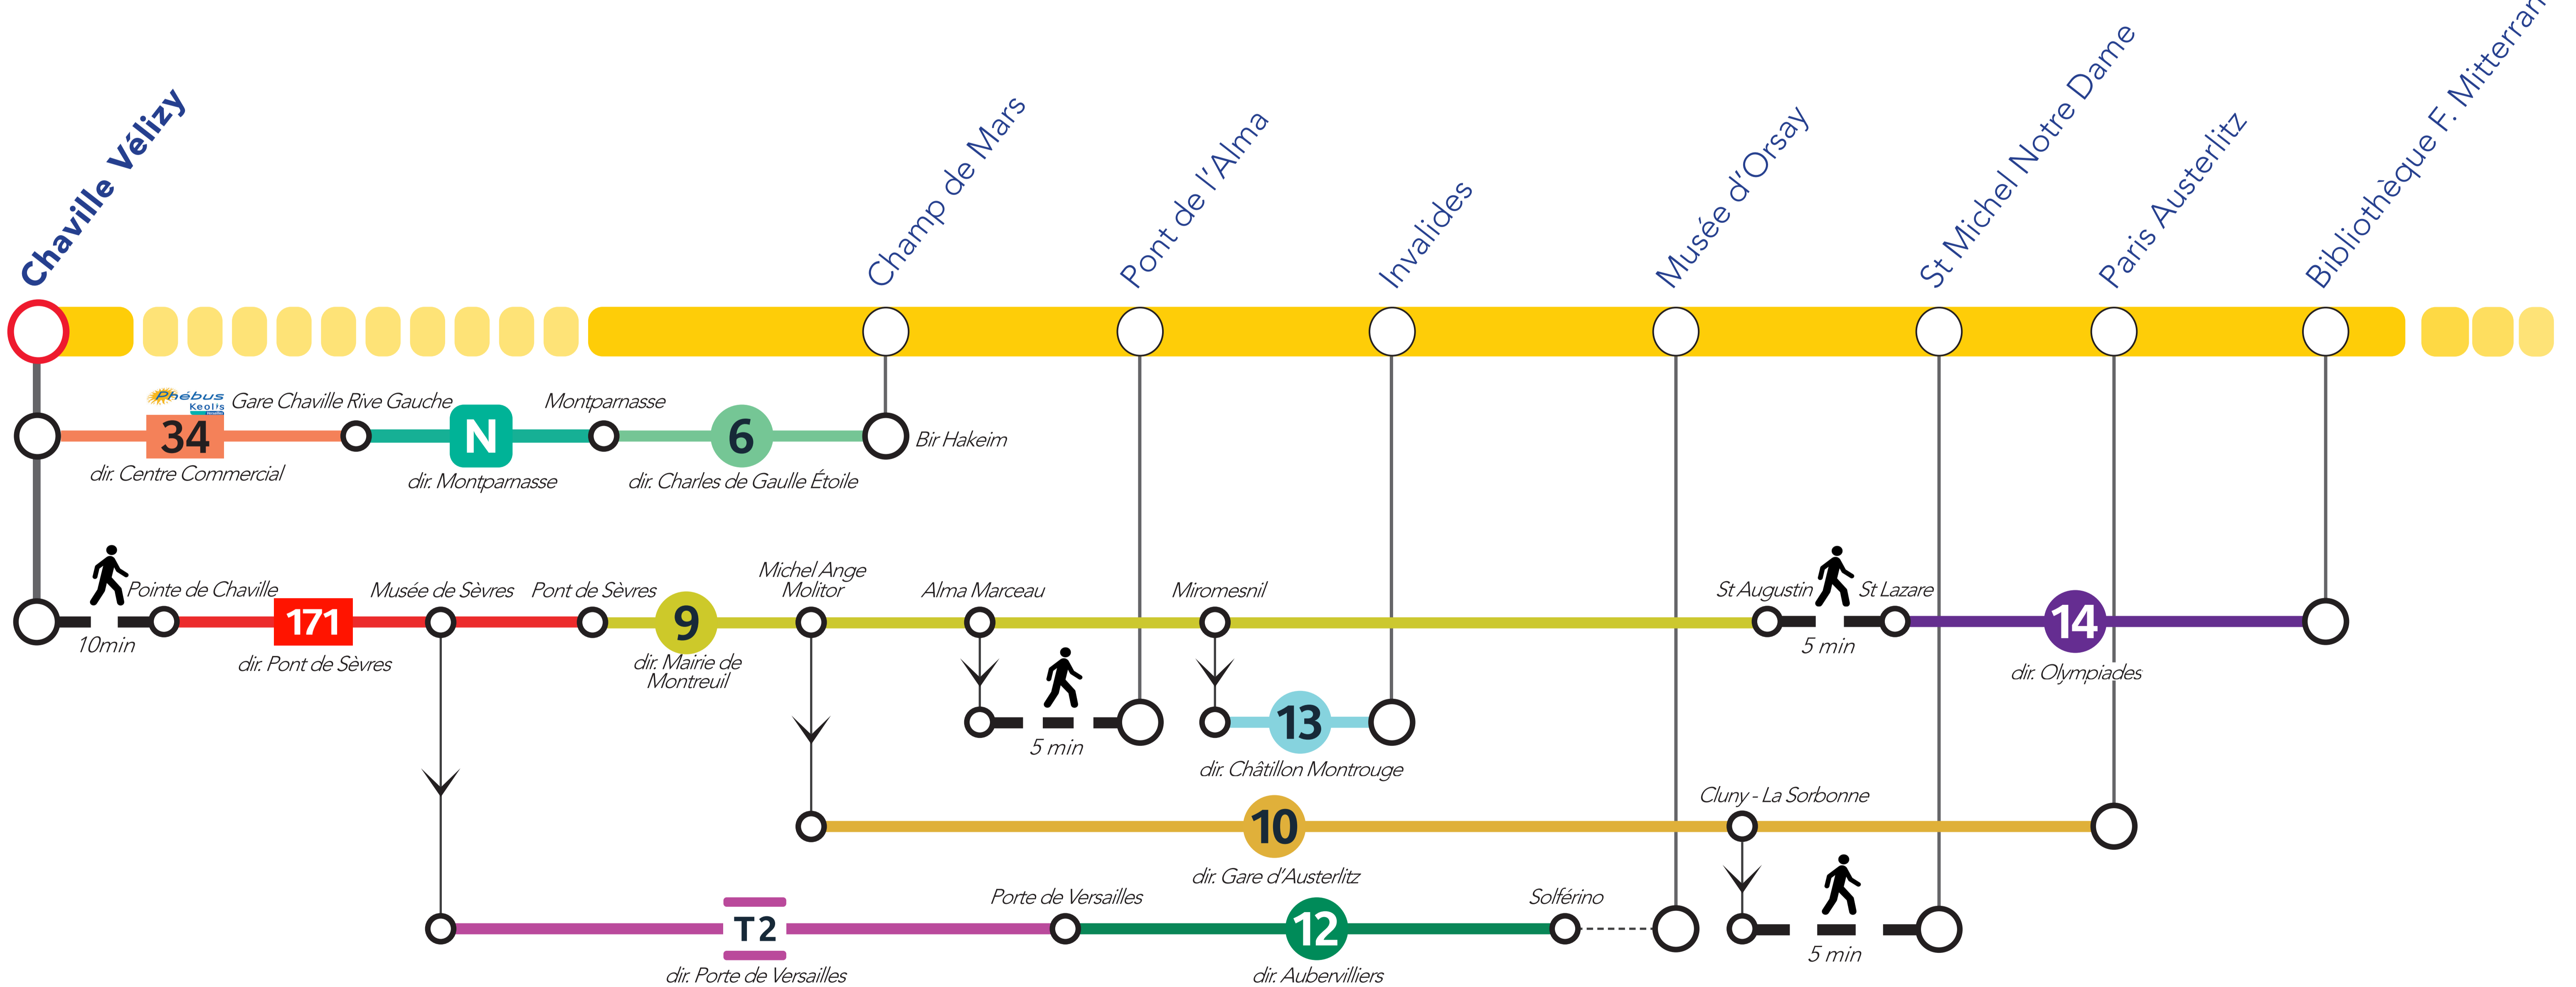 Chaville Vélizy
Champ de Mars
Pont de l'Alma
Invalides
Musée d'Orsay
St Michel Notre Dame
Paris Austerlitz
Bibliothèque F. Mitterran
Phébus
Keolis
Gare Chaville Rive Gauche
Montparnasse
34
N
6
Bir Hakeim
dir. Centre Commercial
dir. Montparnasse
dir. Charles de Gaulle Étoile
Pointe de Chaville
Musée de Sèvres
Pont de Sèvres
Michel Ange
Molitor
Alma Marceau
Miromesnil
St Augustin
St Lazare
171
9
14
10min
dir. Pont de Sèvres
dir. Mairie de
Montreuil
5 min
dir. Olympiades
13
5 min
dir. Châtillon Montrouge
Cluny - La Sorbonne
10
dir. Gare d'Austerlitz
Porte de Versailles
Solférino
T2
12
5 min
dir. Porte de Versailles
dir. Aubervilliers